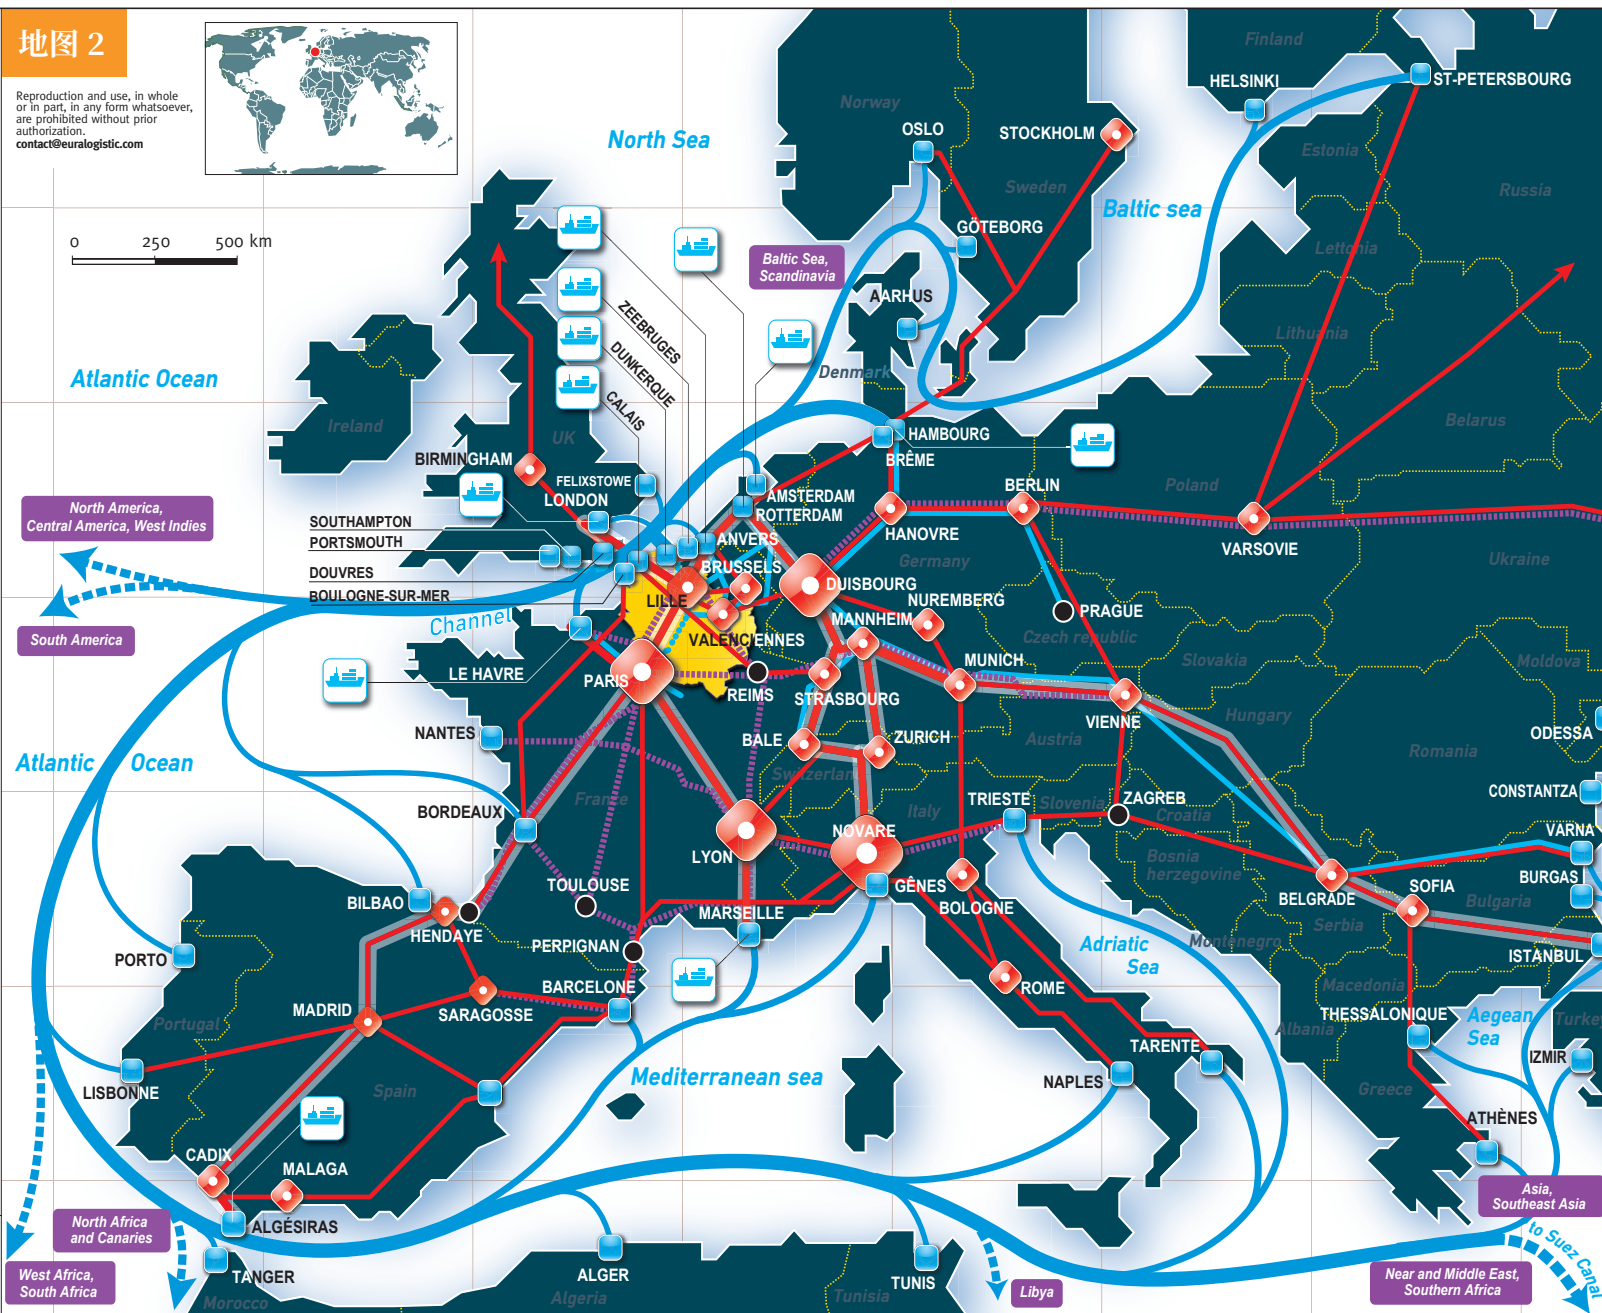 地图 2
Reproduction and use, in whole
or in part, in any form whatsoever,
are prohibited without prior
authorization.
contact@euralogistic.com
0 250 500 km
North Sea
Finland
HELSINKI
ST-PETERSBOURG
Norway
OSLO
STOCKHOLM
Estonia
Sweden
Russia
Baltic sea
GÖTEBORG
Lettonia
Baltic Sea,
Scandinavia
AARHUS
ZEEBRUGES
DUNKERQUE
CALAIS
Lithuania
Denmark
Atlantic Ocean
Ireland
UK
Belarus
HAMBOURG
BRÊME
BIRMINGHAM
FELIXSTOWE
LONDON
AMSTERDAM
ROTTERDAM
BERLIN
Poland
North America,
Central America, West Indies
SOUTHAMPTON
PORTSMOUTH
ANVERS
HANOVRE
VARSOVIE
Germany
Ukraine
DOUVRES
BRUSSELS
DUISBOURG
BOULOGNE-SUR-MER
LILLE
NUREMBERG
PRAGUE
South America
Channel
MANNHEIM
VALENCIENNES
Czech republic
Slovakia
Moldova
LE HAVRE
PARIS
REIMS
STRASBOURG
MUNICH
VIENNE
Hungary
NANTES
BALE
ZURICH
Austria
ODESSA
Romania
Atlantic Ocean
Switzerland
France
CONSTANTZA
BORDEAUX
TRIESTE
Slovenia
ZAGREB
Italy
Croatia
NOVARE
VARNA
LYON
Bosnia
herzegovine
BURGAS
TOULOUSE
GÊNES
BELGRADE
SOFIA
BILBAO
MARSEILLE
BOLOGNE
Bulgaria
HENDAYE
Serbia
PERPIGNAN
Adriatic
Sea
Montenegro
ISTANBUL
PORTO
BARCELONE
ROME
Macedonia
MADRID
SARAGOSSE
THESSALONIQUE
Aegean
Sea
Turkey
Portugal
Albania
TARENTE
IZMIR
Mediterranean sea
NAPLES
LISBONNE
Spain
Greece
ATHÈNES
CADIX
MALAGA
Asia,
Southeast Asia
North Africa
and Canaries
ALGÉSIRAS
to Suez Canal
West Africa,
South Africa
TANGER
ALGER
TUNIS
Near and Middle East,
Southern Africa
Libya
Morocco
Algeria
Tunisia